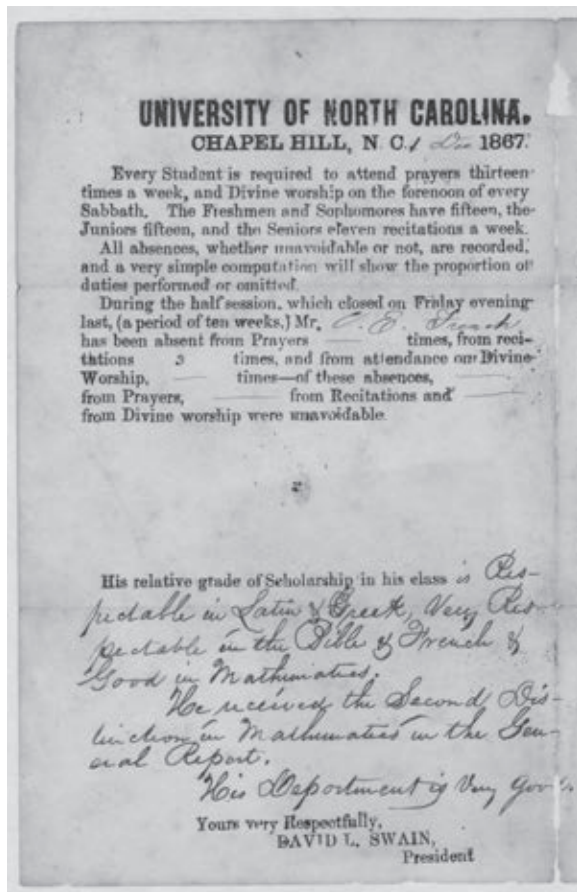 UNIVERSITY OF NORTH CAROLINA.
CHAPEL HILL, N. C., 1 Dec 1867.
Every Student is required to attend prayers thirteen
times a week, and Divine worship on the forenoon of every
Sabbath. The Freshmen and Sophomores have fifteen, the
Juniors fifteen, and the Seniors eleven recitations a week.
All absences, whether unavoidable or not, are recorded,
and a very simple computation will show the proportion of
duties performed or omitted.
During the half session, which closed on Friday evening
last, (a period of ten weeks,) Mr. E. French
has been absent from Prayers — times, from reci-
tations 3 times, and from attendance on Divine
Worship, — times—of these absences, —
from Prayers, — from Recitations and —
from Divine worship were unavoidable.
His relative grade of Scholarship in his class is Res-
pectable in Latin & Greek, Very Res-
pectable in the Bible & French &
Good in Mathematics.
He received the Second Dis-
tinction in Mathematics in the Gen-
eral Report.
His Deportment is Very Good.
Yours very Respectfully,
DAVID L. SWAIN,
President